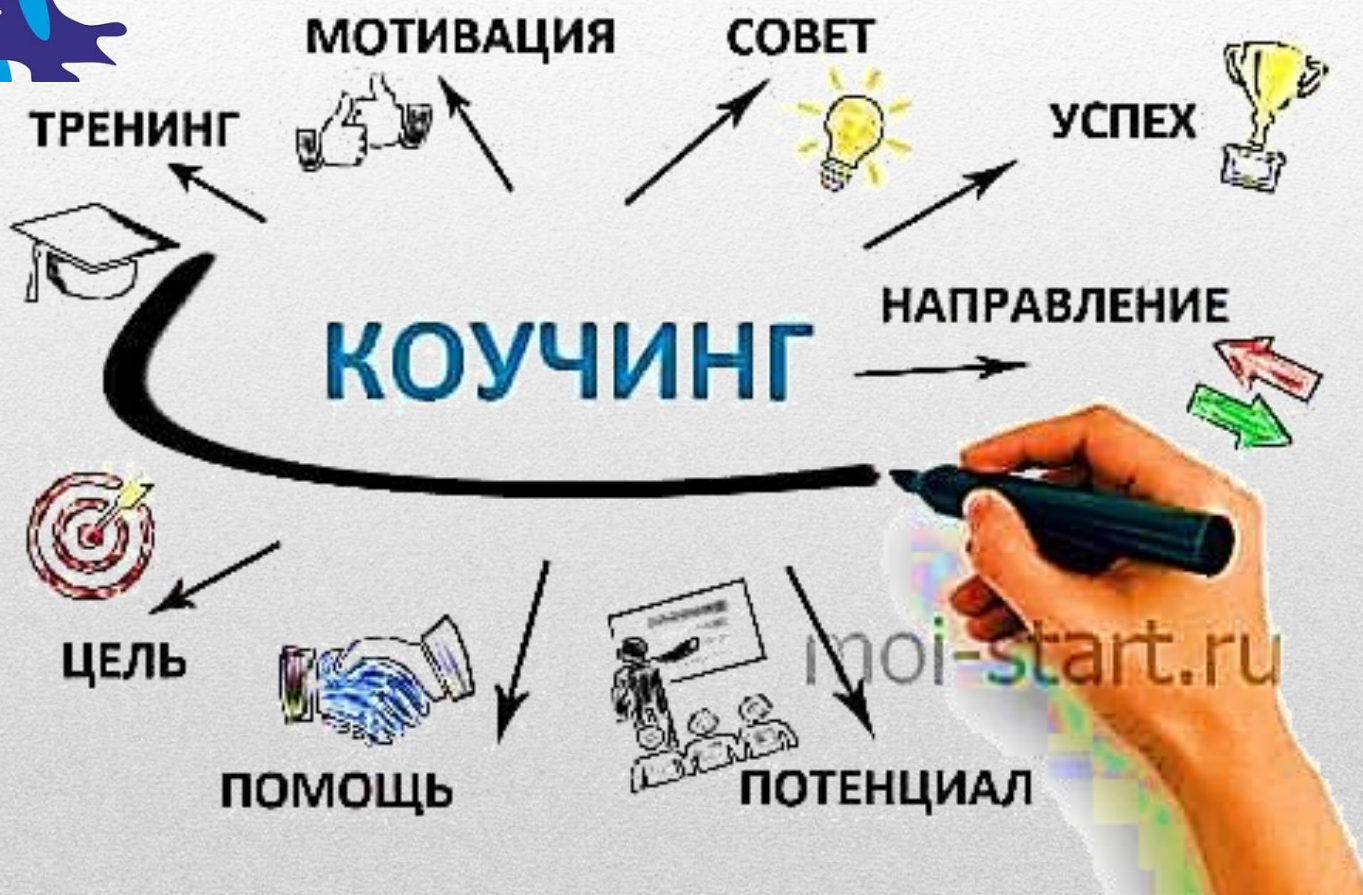 МОТИВАЦИЯ
СОВЕТ
ТРЕНИНГ
УСПЕХ
НАПРАВЛЕНИЕ
КОУЧИНГ
ЦЕЛЬ
moi-start.ru
ПОМОЩЬ
ПОТЕНЦИАЛ